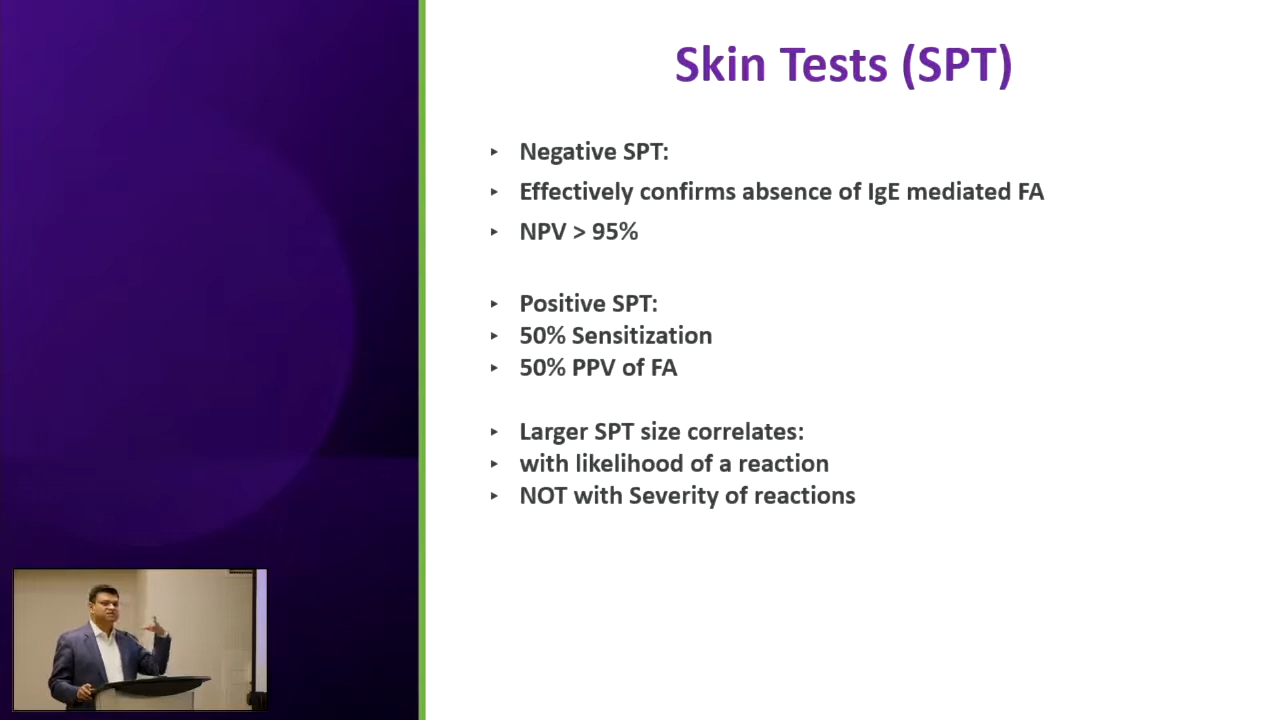 Skin Tests (SPT)
Negative SPT:
Effectively confirms absence of IgE mediated FA
NPV > 95%
Positive SPT:
50% Sensitization
50% PPV of FA
Larger SPT size correlates:
with likelihood of a reaction
NOT with Severity of reactions